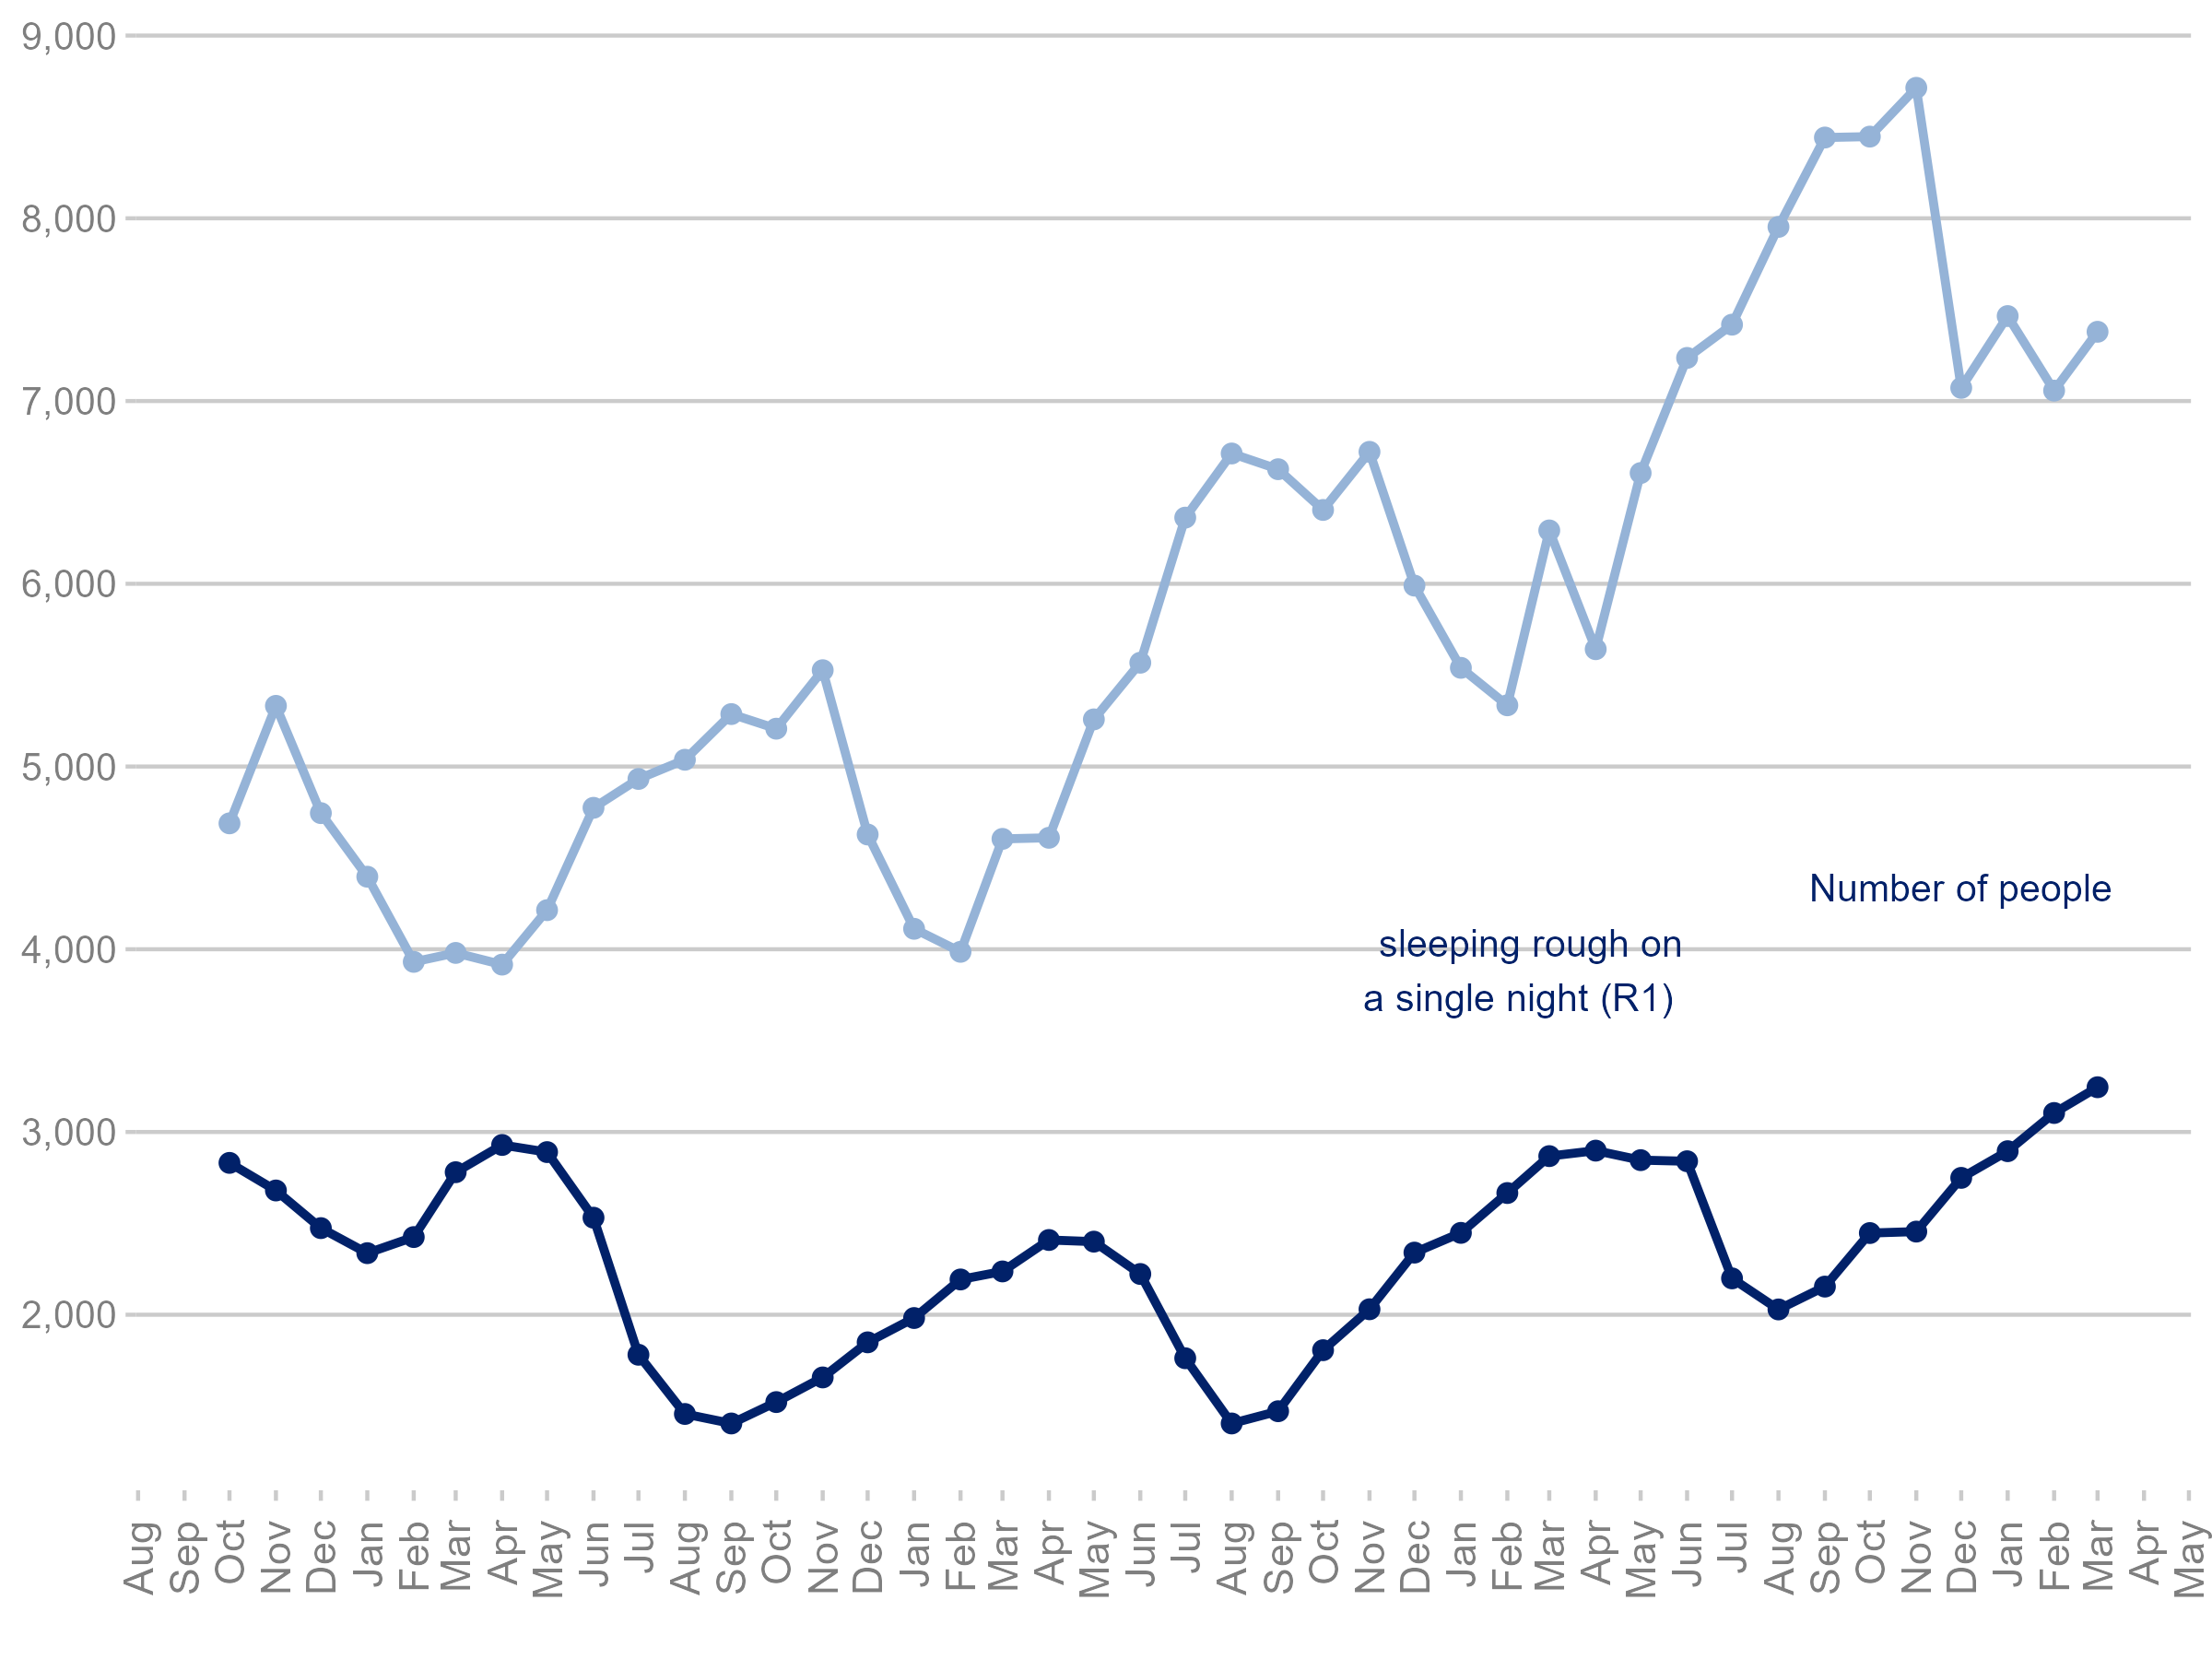 9,000
8,000
7,000
6,000
5,000
Number of people
4,000
sleeping rough on
a single night (R1)
3,000
2,000
Aug Sep Oct Nov Dec Jan Feb Mar Apr May Jun Jul Aug Sep Oct Nov Dec Jan Feb Mar Apr May Jun Jul Aug Sep Oct Nov Dec Jan Feb Mar Apr May Jun Jul Aug Sep Oct Nov Dec Jan Feb Mar Apr May